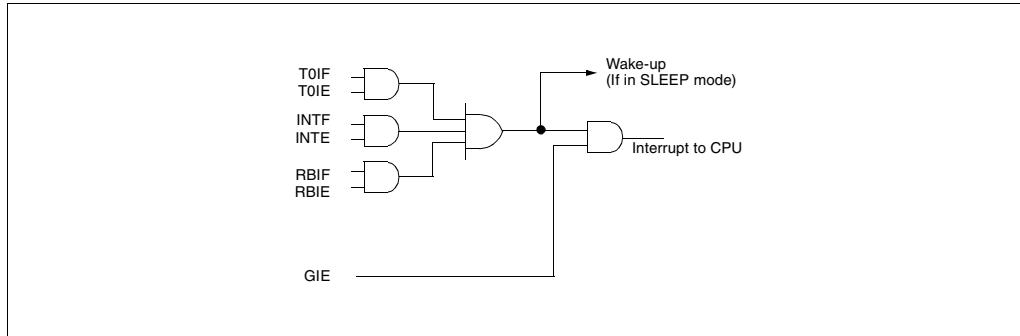 T0IF
T0IE
INTF
INTE
RBIF
RBIE
GIE
Wake-up
(If in SLEEP mode)
Interrupt to CPU